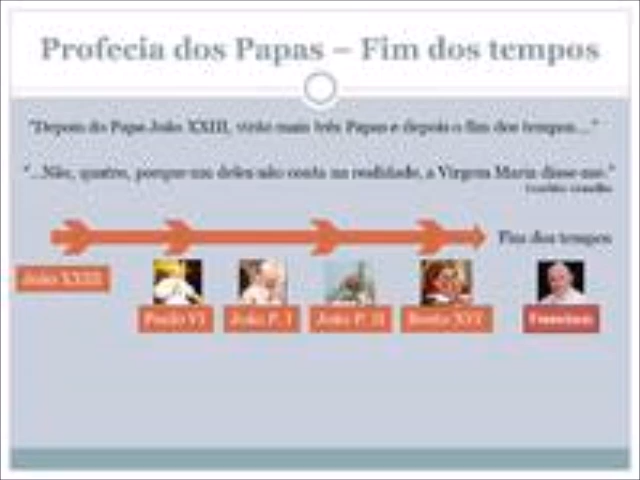 Profecia dos Papas – Fim dos tempos
"Depois do Papa João XXIII, virão mais três Papas e depois o fim dos tempos..."
"...Não, quatro, porque um deles não conta na realidade, a Virgem Maria disse-me."
Fim dos tempos
João XXIII
Paulo VI
João P. I
João P. II
Bento XVI
Francisco